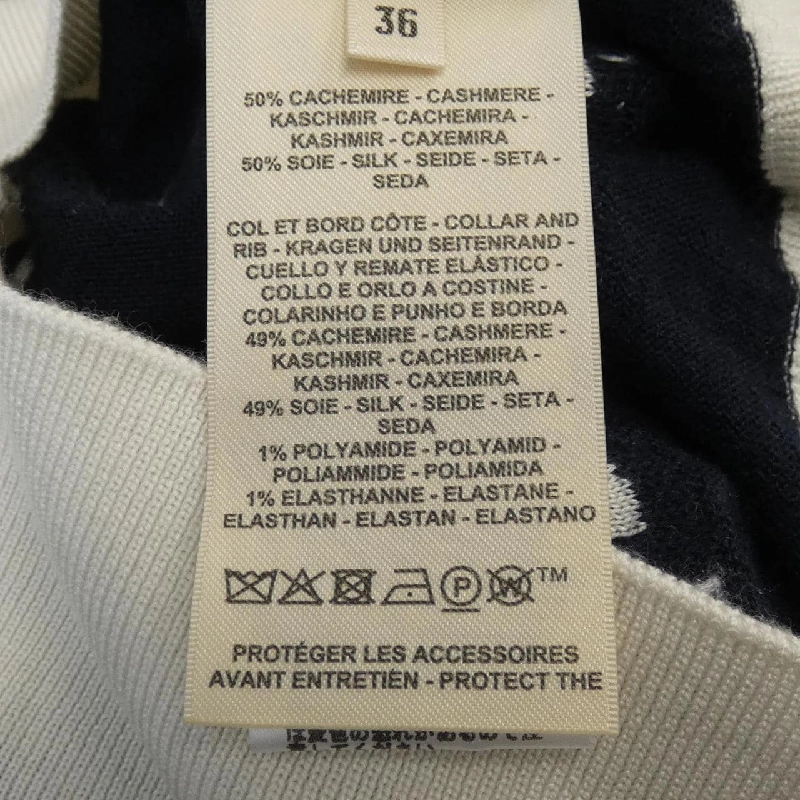 36
50% CACHEMIRE - CASHMERE -
KASCHMIR - CACHEMIRA -
KASHMIR - CAXEMIRA
50% SOIE - SILK - SEIDE - SETA -
SEDA
COL ET BORD CÔTE - COLLAR AND
RIB - KRAGEN UND SEITENRAND -
CUELLO Y REMATE ELÁSTICO -
COLLO E ORLO A COSTINE -
COLARINHO E PUNHO E BORDA
49% CACHEMIRE - CASHMERE -
KASCHMIR - CACHEMIRA -
KASHMIR - CAXEMIRA
49% SOIE - SILK - SEIDE - SETA -
SEDA
1% POLYAMIDE - POLYAMID -
POLIAMMIDE - POLIAMIDA
1% ELASTHANNE - ELASTANE -
ELASTHAN - ELASTAN - ELASTANO
P W TM
PROTÉGER LES ACCESSOIRES
AVANT ENTRETIEN - PROTECT THE